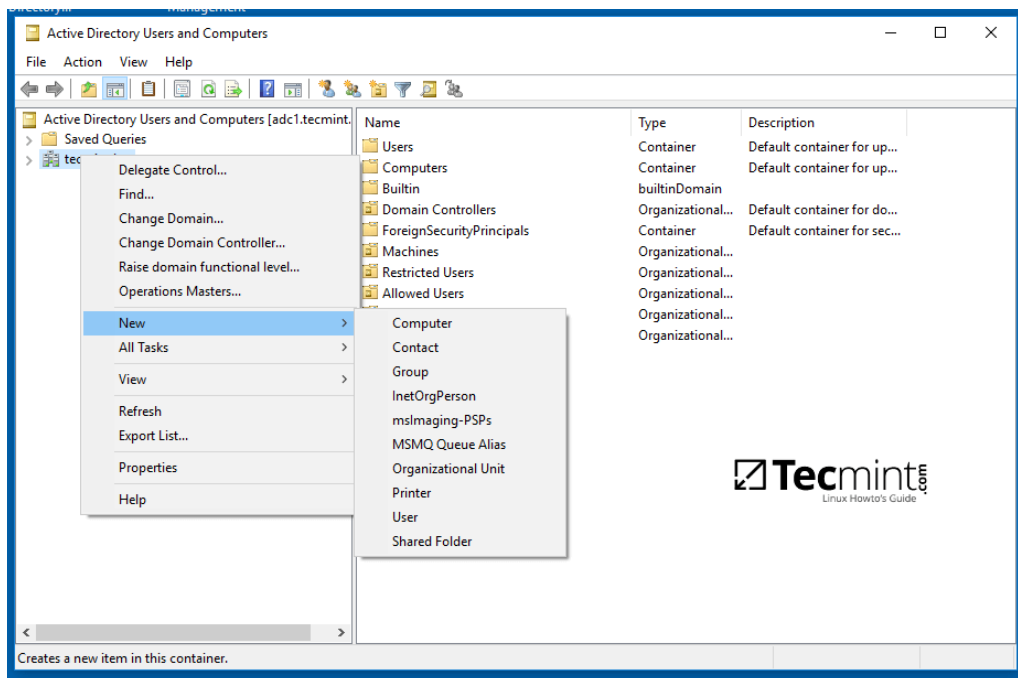 Management
Active Directory Users and Computers
File Action View Help
Active Directory Users and Computers [adc1.tecmint.
Saved Queries
Name Type Description
Users Container Default container for up...
Computers Container Default container for up...
Builtin builtinDomain
Domain Controllers Organizational... Default container for do...
ForeignSecurityPrincipals Container Default container for sec...
Machines Organizational...
Restricted Users Organizational...
Allowed Users Organizational...
Organizational...
Organizational...
Delegate Control...
Find...
Change Domain...
Change Domain Controller...
Raise domain functional level...
Operations Masters...
New
All Tasks
View
Refresh
Export List...
Properties
Help
Computer
Contact
Group
InetOrgPerson
msImaging-PSPs
MSMQ Queue Alias
Organizational Unit
Printer
User
Shared Folder
Tecmint.com
Linux Howto's Guide
Creates a new item in this container.